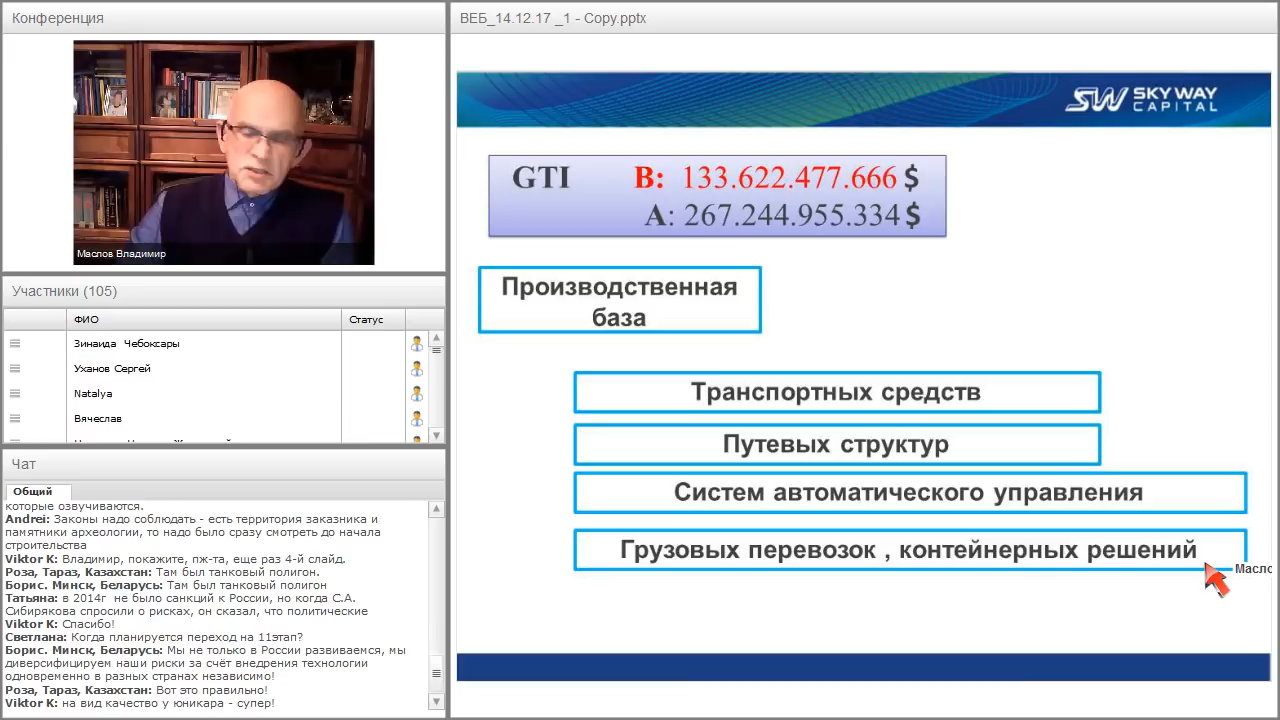 Конференция
Маслов Владимир
Участники (105)
ФИО
Статус
Зинаида Чебоксары
Уханов Сергей
Natalya
Вячеслав
Чат
Общий
которые озвучиваются.
Andrei: Законы надо соблюдать - есть территория заказника и
памятники археологии, то надо было сразу смотреть до начала
строительства
Viktor K: Владимир, покажите, пж-та, еще раз 4-й слайд.
Роза, Тараз, Казахстан: Там был танковый полигон.
Борис. Минск, Беларусь: Там был танковый полигон
Татьяна: в 2014г не было санкций к России, но когда С.А.
Сибирякова спросили о рисках, он сказал, что политические
Viktor K: Спасибо!
Светлана: Когда планируется переход на 11этап?
Борис. Минск, Беларусь: Мы не только в России развиваемся, мы
диверсифицируем наши риски за счёт внедрения технологии
одновременно в разных странах независимо!
Роза, Тараз, Казахстан: Вот это правильно!
Viktor K: на вид качество у юникара - супер!
ВЕБ_14.12.17 _1 - Copy.pptx
SW SKY WAY
CAPITAL
GTI B: 133.622.477.666 $
A: 267.244.955.334 $
Производственная
база
Транспортных средств
Путевых структур
Систем автоматического управления
Грузовых перевозок , контейнерных решений
Масло